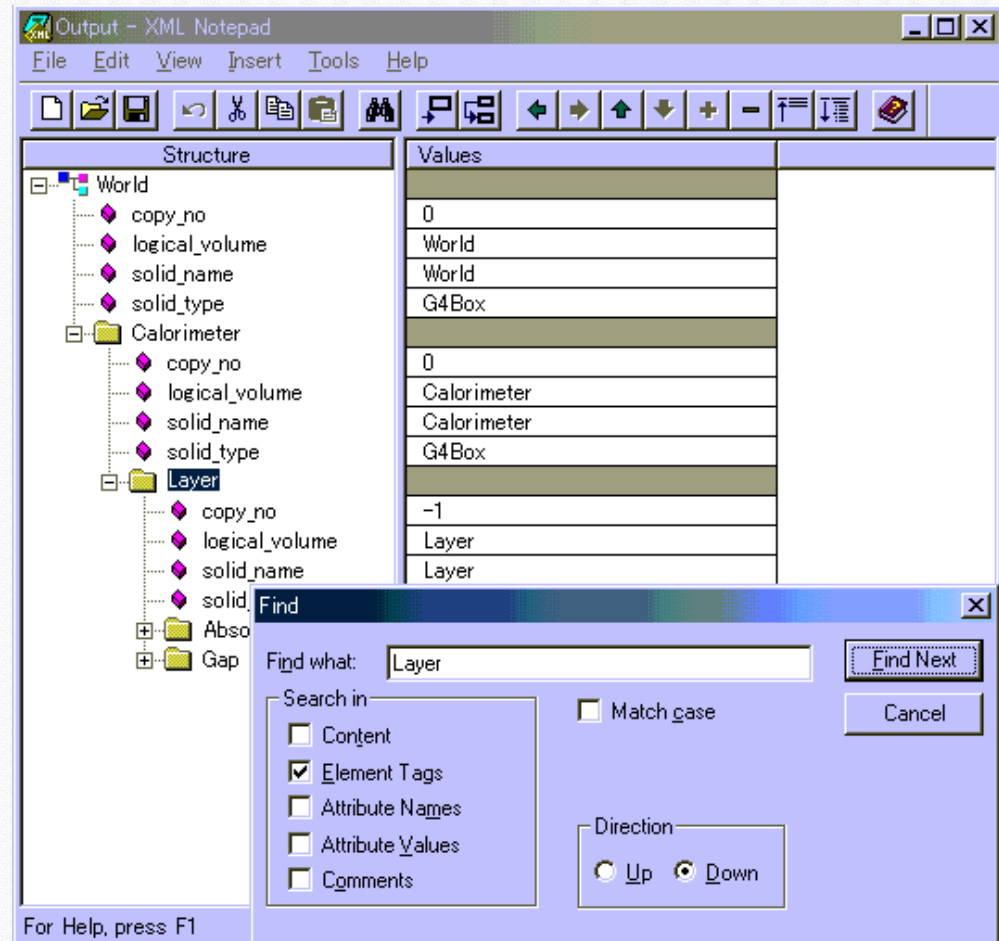 Output - XML Notepad
File Edit View Insert Tools Help
Structure Values
World
copy_no 0
logical_volume World
solid_name World
solid_type G4Box
Calorimeter
copy_no 0
logical_volume Calorimeter
solid_name Calorimeter
solid_type G4Box
Layer
copy_no -1
logical_volume Layer
solid_name Layer
solid_
Abso
Gap
Find
Find what: Layer Find Next
Search in
Match case Cancel
Content
Element Tags
Attribute Names
Attribute Values
Comments
Direction
Up Down
For Help, press F1